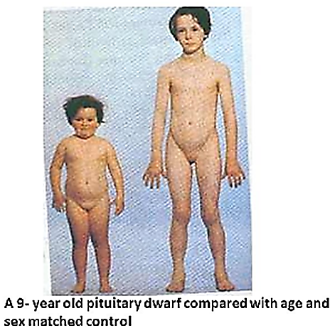 A 9- year old pituitary dwarf compared with age and
sex matched control